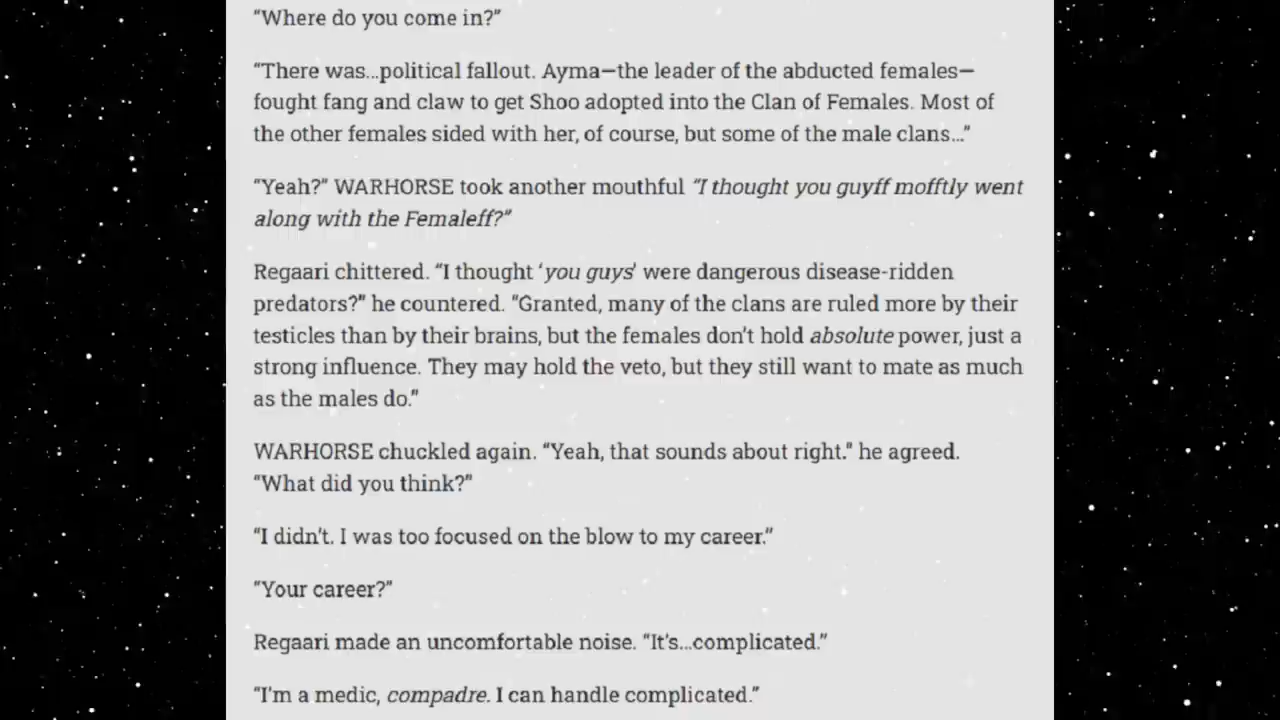 “Where do you come in?”
“There was...political fallout. Ayma—the leader of the abducted females—
fought fang and claw to get Shoo adopted into the Clan of Females. Most of
the other females sided with her, of course, but some of the male clans...”
“Yeah?” WARHORSE took another mouthful “I thought you guyff mofftly went
along with the Femaleff?”
Regaari chittered. “I thought ‘you guys’ were dangerous disease-ridden
predators?” he countered. “Granted, many of the clans are ruled more by their
testicles than by their brains, but the females don’t hold absolute power, just a
strong influence. They may hold the veto, but they still want to mate as much
as the males do.”
WARHORSE chuckled again. “Yeah, that sounds about right.” he agreed.
“What did you think?”
“I didn’t. I was too focused on the blow to my career.”
“Your career?”
Regaari made an uncomfortable noise. “It’s...complicated.”
“I’m a medic, compadre. I can handle complicated.”